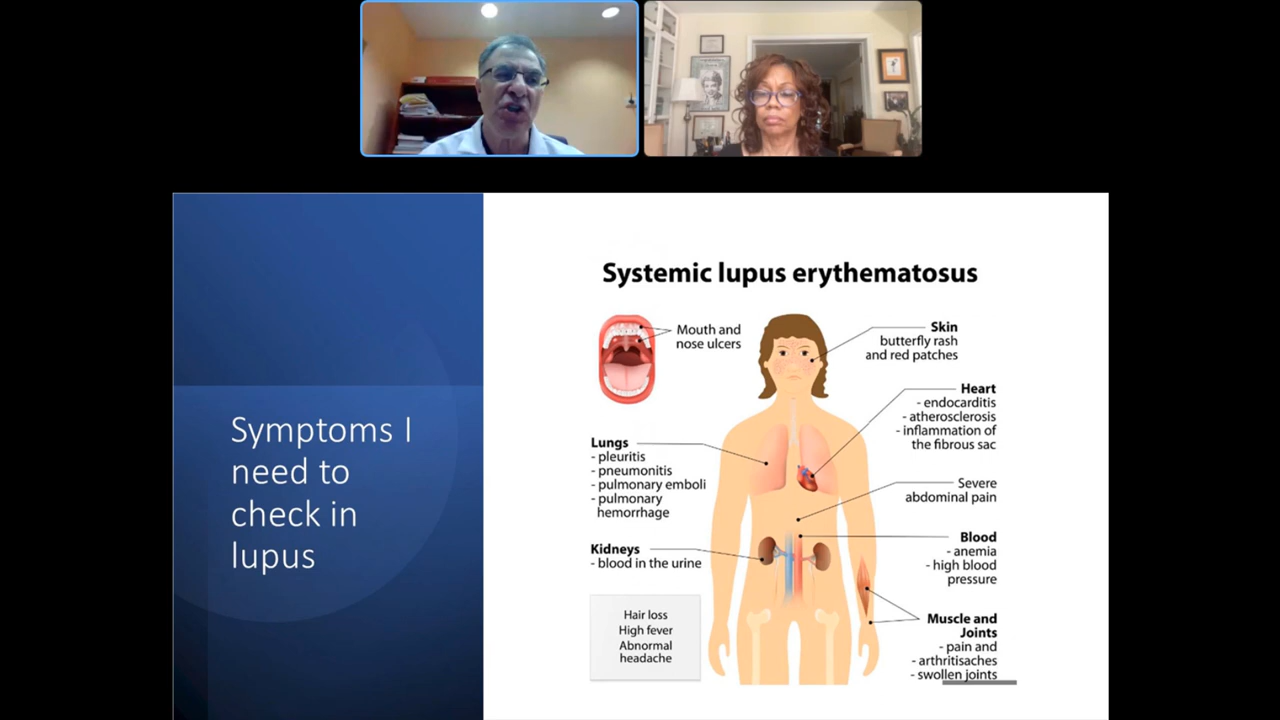 Symptoms I
need to
check in
lupus
Systemic lupus erythematosus
Mouth and
nose ulcers
Skin
butterfly rash
and red patches
Heart
- endocarditis
- atherosclerosis
- inflammation of
the fibrous sac
Lungs
- pleuritis
- pneumonitis
- pulmonary emboli
- pulmonary
hemorrhage
Severe
abdominal pain
Kidneys
- blood in the urine
Blood
- anemia
- high blood
pressure
Hair loss
High fever
Abnormal
headache
Muscle and
Joints
- pain and
- arthritisaches
- swollen joints